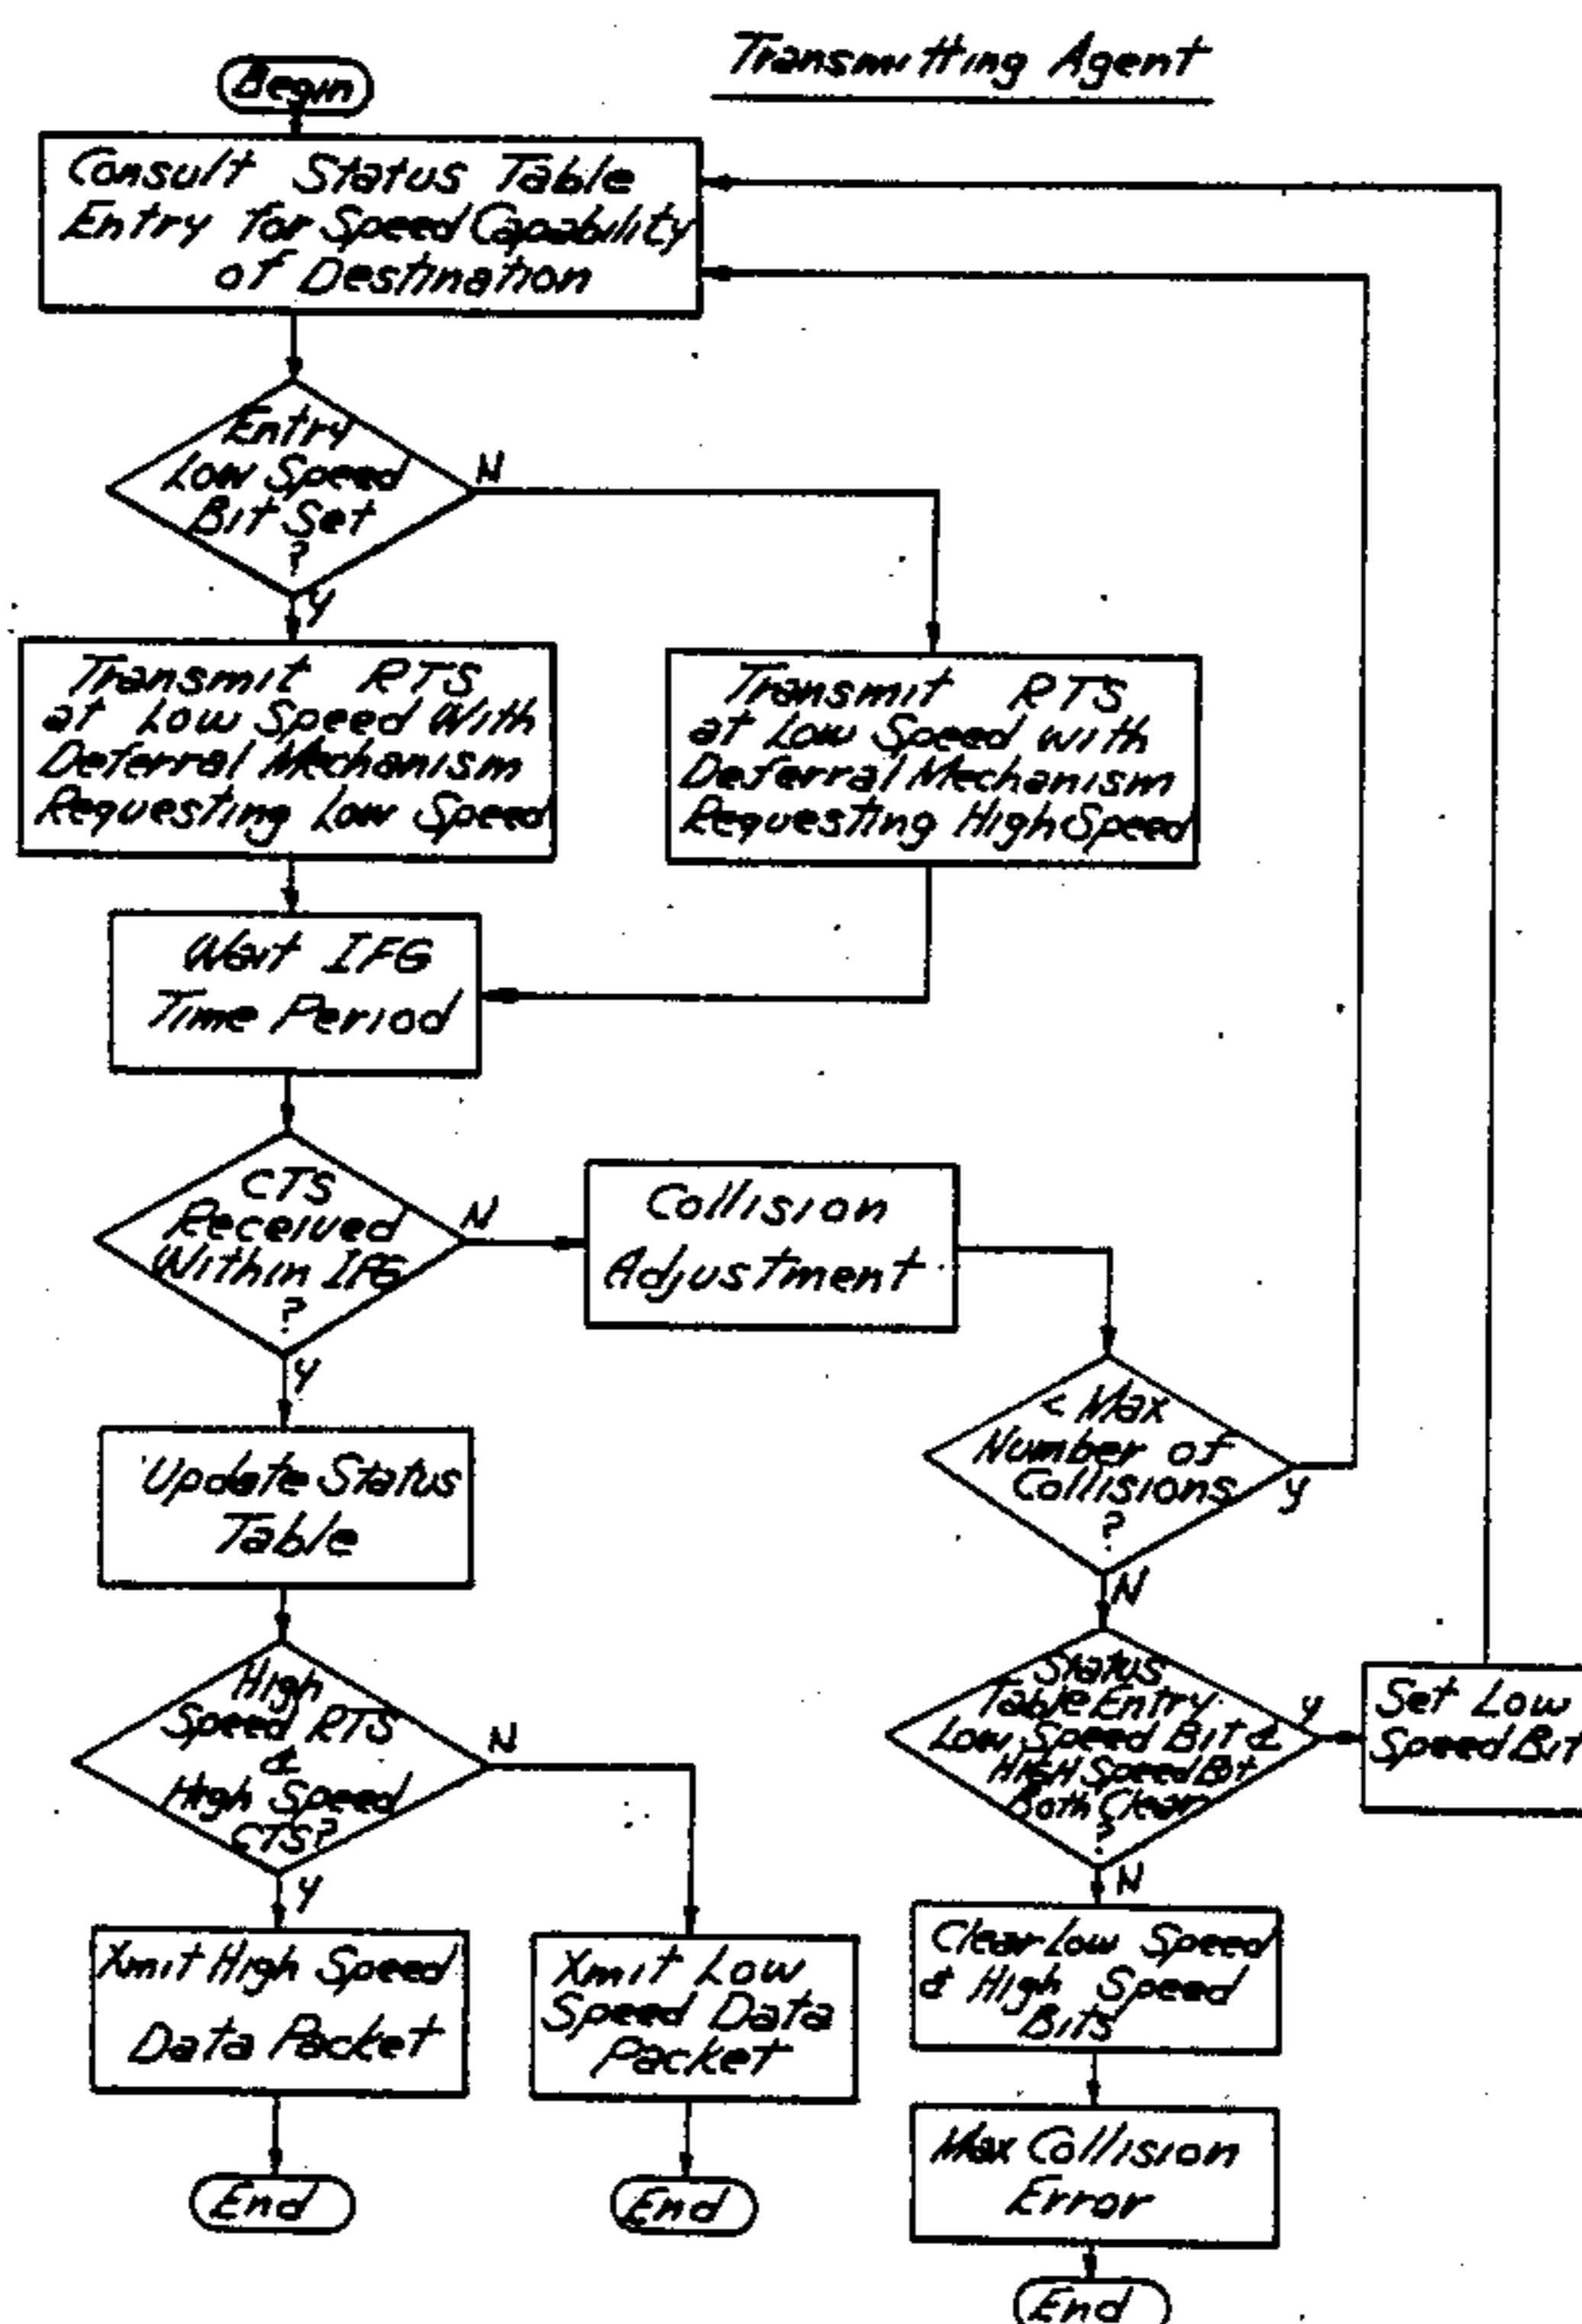 Transmitting Agent
Begin
Consult Status Table
Entry for Speed Capability
of Destination
Entry
Low Speed
Bit Set
?
N
Y
Transmit RTS
at Low Speed With
Deferral Mechanism
Requesting Low Speed
Transmit RTS
at Low Speed with
Deferral Mechanism
Requesting High Speed
Wait IFG
Time Period
CTS
Received
Within IFG
?
N
Y
Collision
Adjustment
< Max
Number of
Collisions
?
Y
N
Update Status
Table
High
Speed RTS
&
High Speed
CTS?
N
Y
Status
Table Entry
Low Speed Bit &
High Speed Bit
Both Clear
?
Y
N
Set Low
Speed Bit
Xmit High Speed
Data Packet
Xmit Low
Speed Data
Packet
Clear Low Speed
& High Speed
Bits
Max Collision
Error
End
End
End